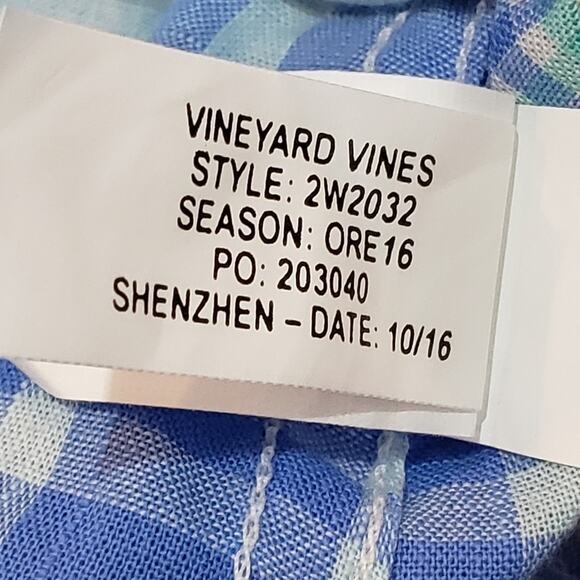 VINEYARD VINES
STYLE: 2W2032
SEASON: ORE16
PO: 203040
SHENZHEN – DATE: 10/16